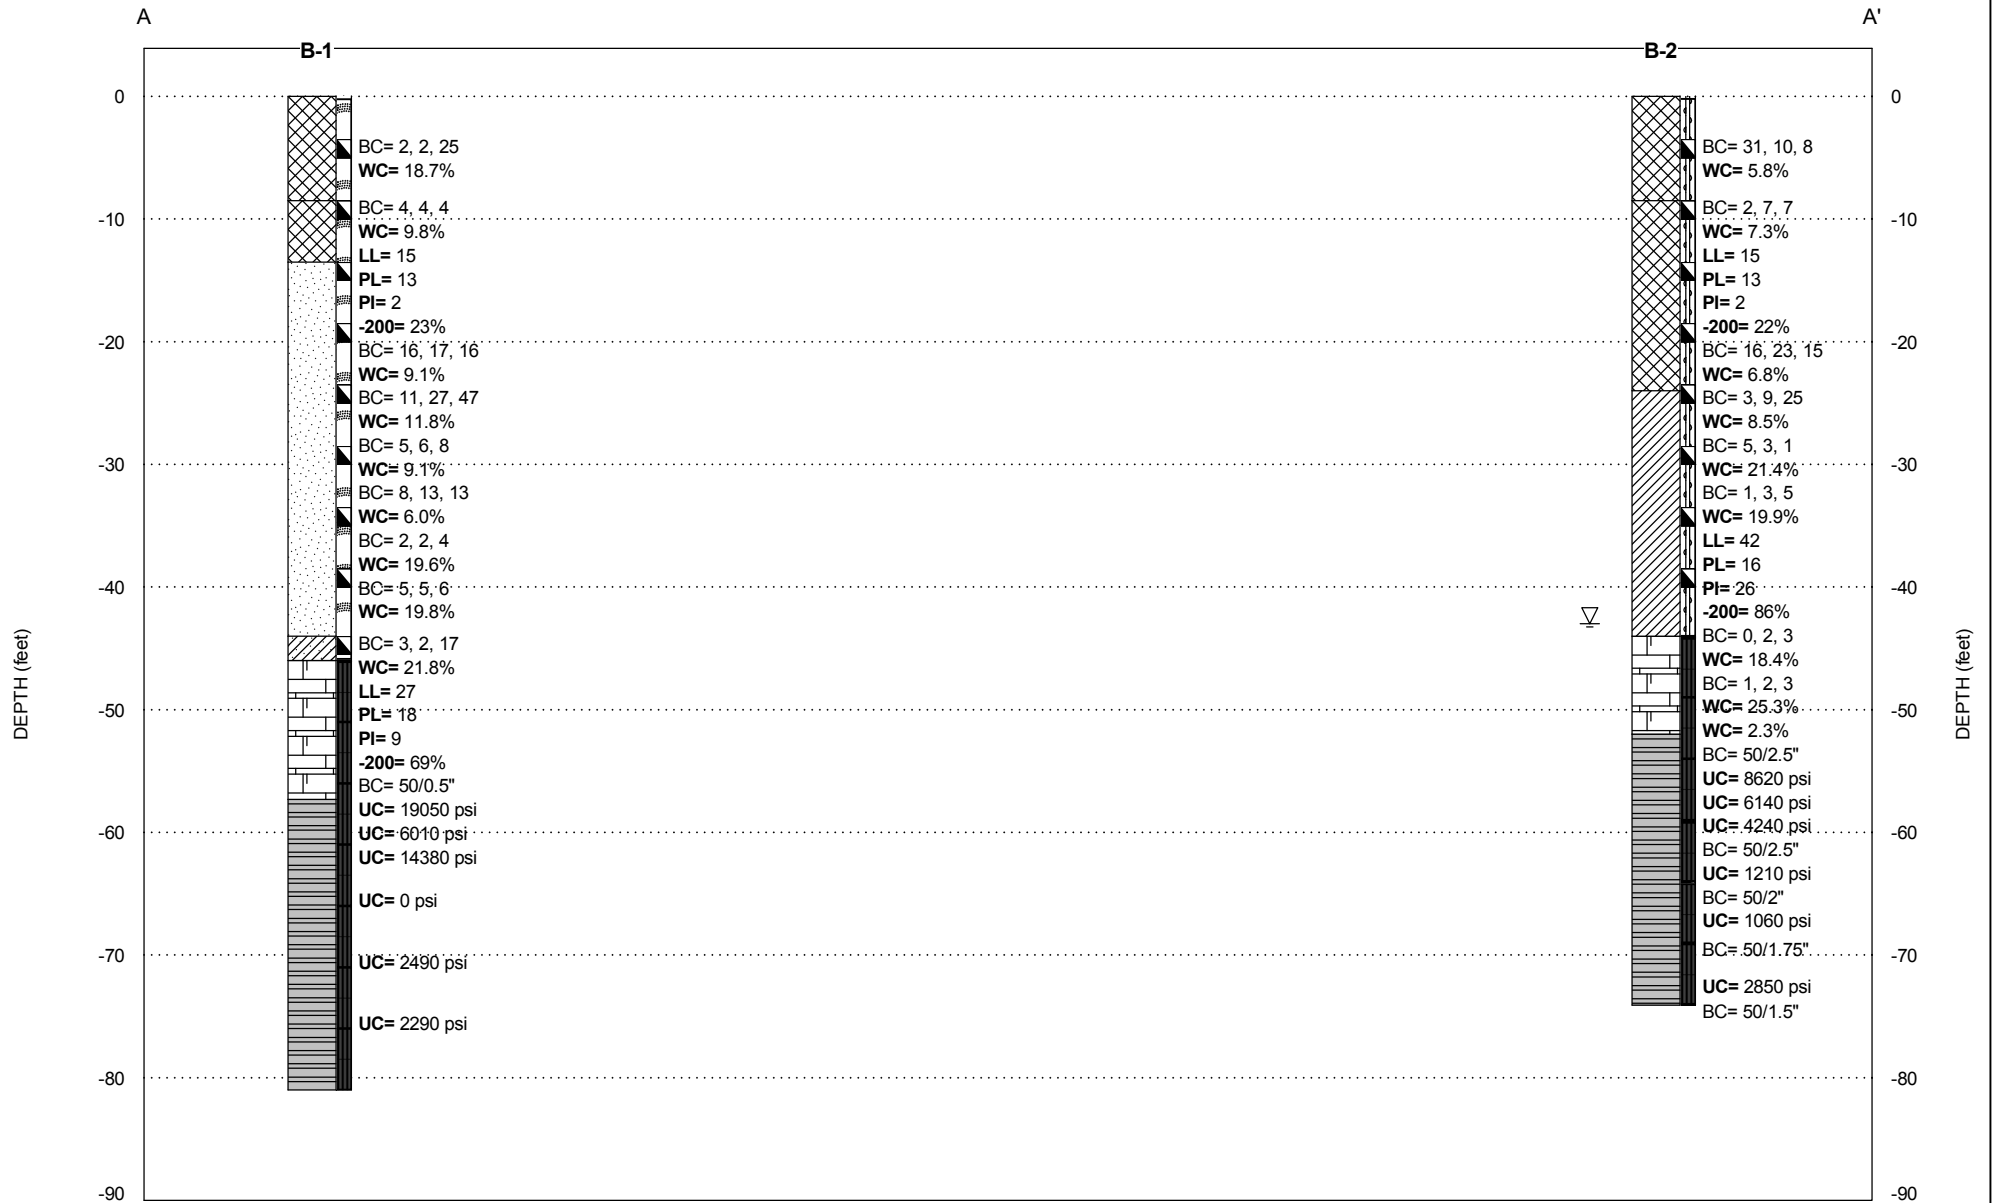 A
A'
B-1
B-2
DEPTH (feet)
0
-10
-20
-30
-40
-50
-60
-70
-80
-90
BC= 2, 2, 25
WC= 18.7%
BC= 4, 4, 4
WC= 9.8%
LL= 15
PL= 13
PI= 2
-200= 23%
BC= 16, 17, 16
WC= 9.1%
BC= 11, 27, 47
WC= 11.8%
BC= 5, 6, 8
WC= 9.1%
BC= 8, 13, 13
WC= 6.0%
BC= 2, 2, 4
WC= 19.6%
BC= 5, 5, 6
WC= 19.8%
BC= 3, 2, 17
WC= 21.8%
LL= 27
PL= 18
PI= 9
-200= 69%
BC= 50/0.5"
UC= 19050 psi
UC= 6010 psi
UC= 14380 psi
UC= 0 psi
UC= 2490 psi
UC= 2290 psi
BC= 31, 10, 8
WC= 5.8%
BC= 2, 7, 7
WC= 7.3%
LL= 15
PL= 13
PI= 2
-200= 22%
BC= 16, 23, 15
WC= 6.8%
BC= 3, 9, 25
WC= 8.5%
BC= 5, 3, 1
WC= 21.4%
BC= 1, 3, 5
WC= 19.9%
LL= 42
PL= 16
PI= 26
-200= 86%
BC= 0, 2, 3
WC= 18.4%
BC= 1, 2, 3
WC= 25.3%
WC= 2.3%
BC= 50/2.5"
UC= 8620 psi
UC= 6140 psi
UC= 4240 psi
BC= 50/2.5"
UC= 1210 psi
BC= 50/2"
UC= 1060 psi
BC= 50/1.75"
UC= 2850 psi
BC= 50/1.5"
0
-10
-20
-30
-40
-50
-60
-70
-80
-90
DEPTH (feet)